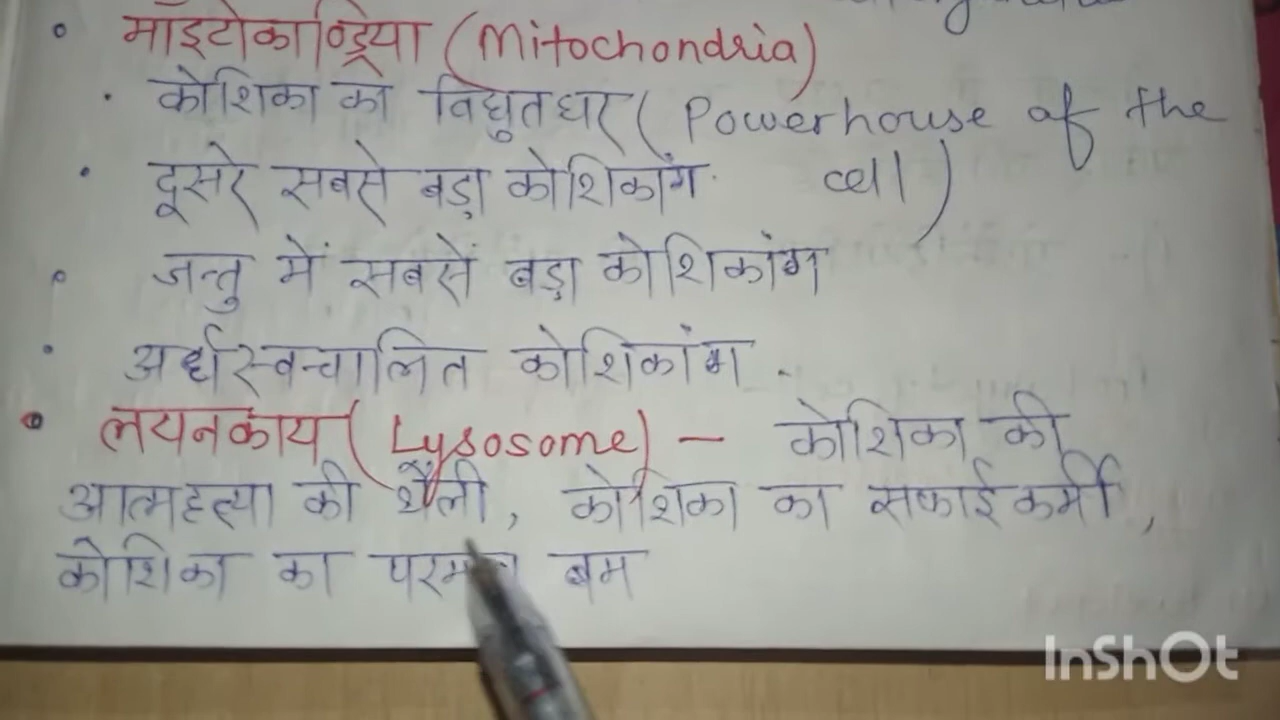 माँइटोकाण्ड्रिया (Mitochondria)
कोशिका का विद्युतघर ( Powerhouse of the
दूसरे सबसे बड़ा कोशिकांग cell )
जन्तु में सबसें बड़ा कोशिकांग
अर्धस्वचालित कोशिकांग
लयनकाय ( Lysosome) - कोशिका की
आत्महत्या की थैली, कोशिका का सफाईकर्मी,
कोशिका का बम
InShOt